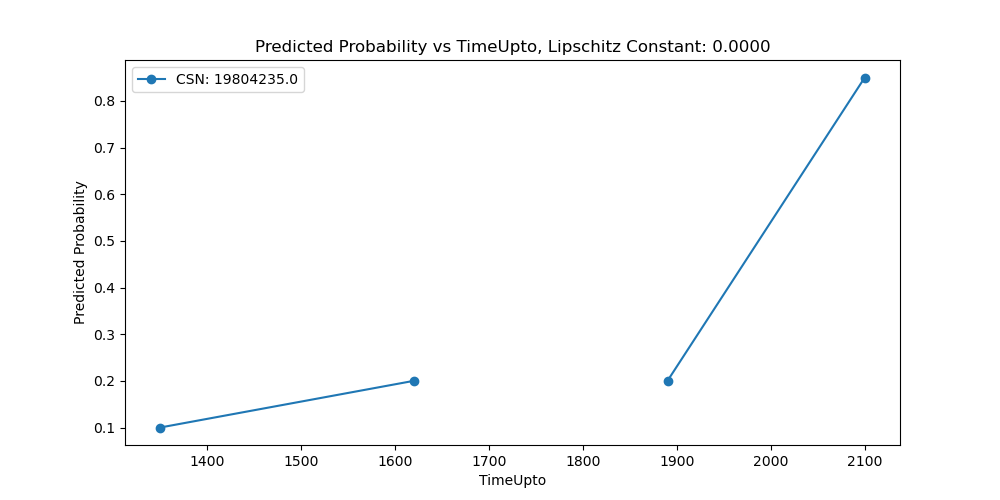 Predicted Probability vs TimeUpto, Lipschitz Constant: 0.0000
CSN: 19804235.0
Predicted Probability
0.8
0.7
0.6
0.5
0.4
0.3
0.2
0.1
1400 1500 1600 1700 1800 1900 2000 2100
TimeUpto